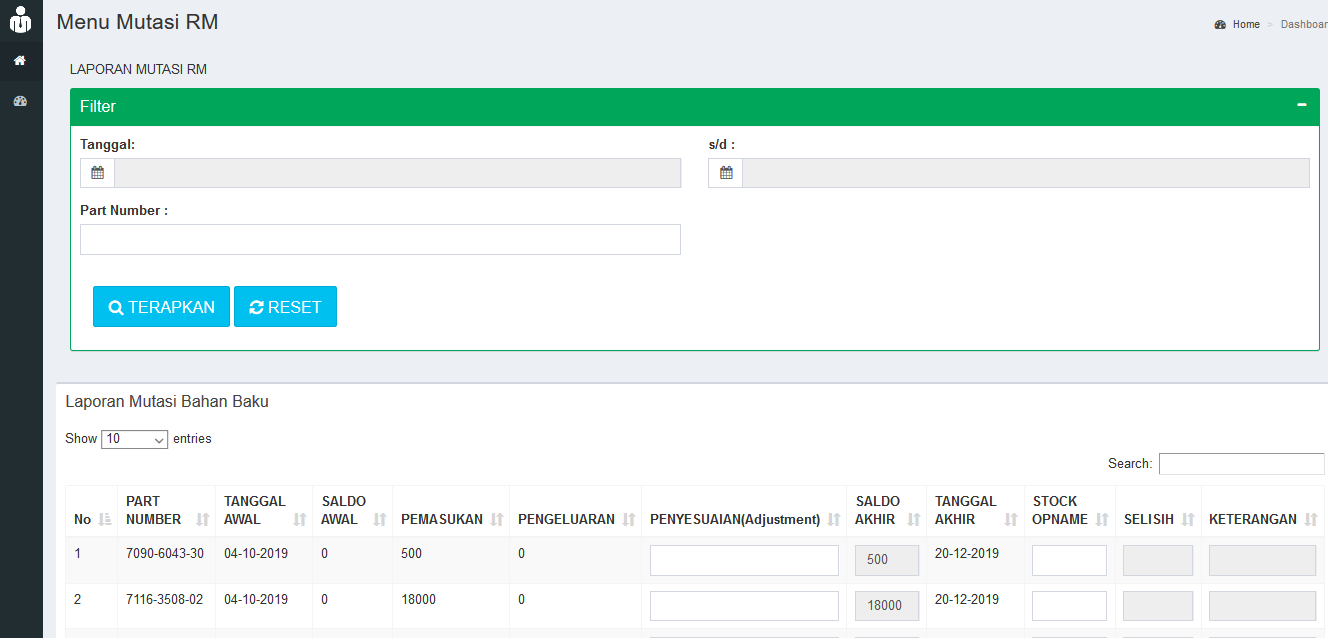 Menu Mutasi RM
Home > Dashboar
LAPORAN MUTASI RM
Filter
Tanggal:
s/d :
Part Number :
TERAPKAN
RESET
Laporan Mutasi Bahan Baku
Show 10 entries
Search:
No PART NUMBER TANGGAL AWAL SALDO AWAL PEMASUKAN PENGELUARAN PENYESUAIAN(Adjustment) SALDO AKHIR TANGGAL AKHIR STOCK OPNAME SELISIH KETERANGAN
1 7090-6043-30 04-10-2019 0 500 0 500 20-12-2019
2 7116-3508-02 04-10-2019 0 18000 0 18000 20-12-2019